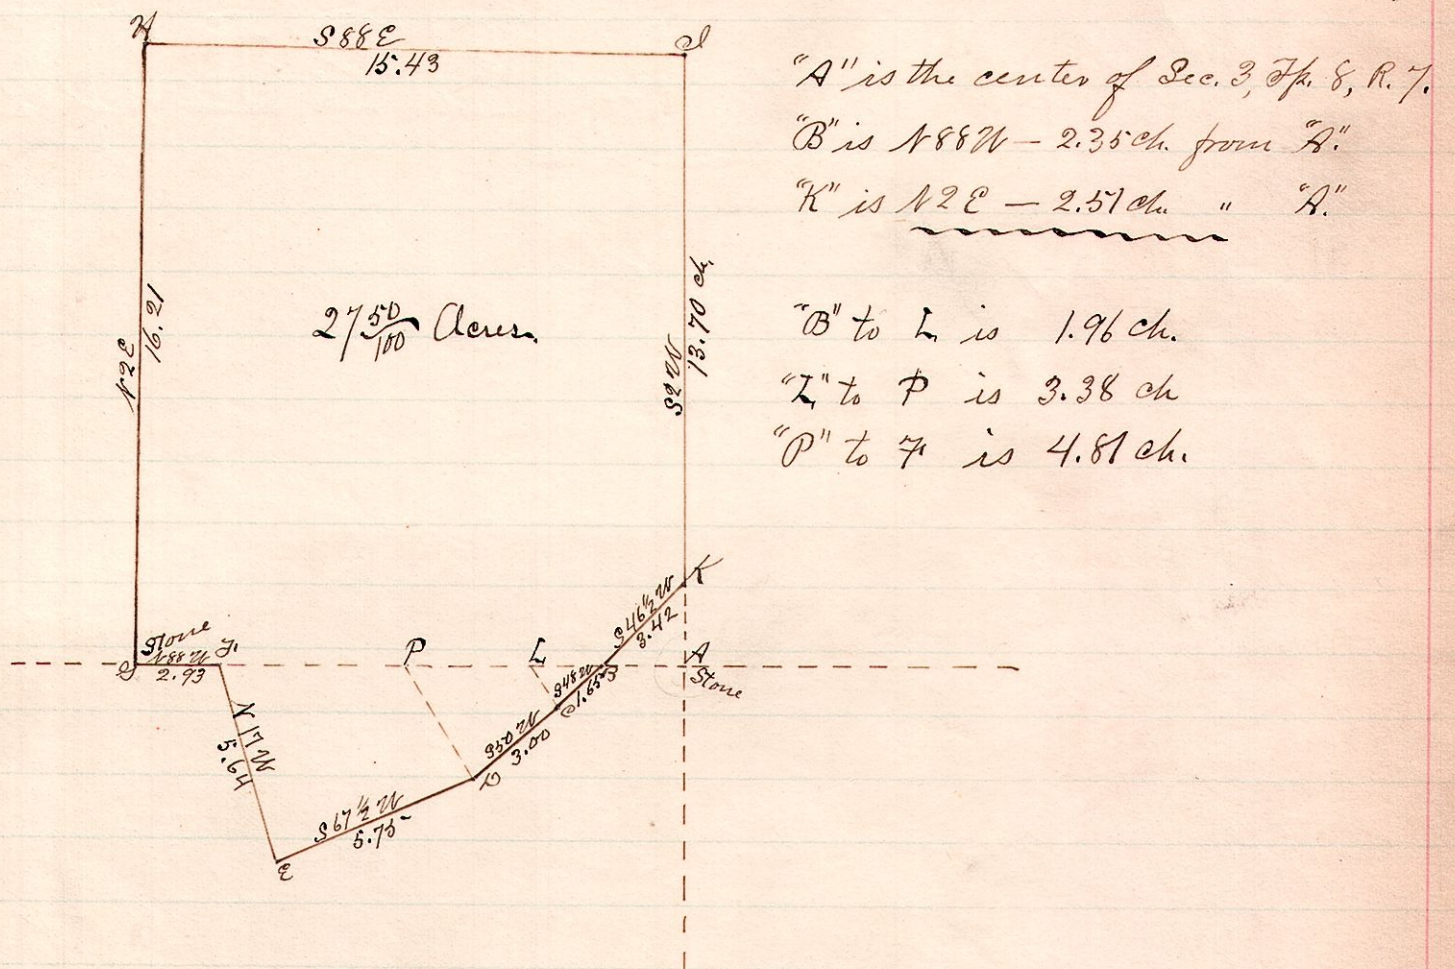 H
S88E
15.43
I
"A" is the center of Sec. 3, Tp. 8, R. 7.
"B" is N88W — 2.35 ch. from "A".
"K" is N2E — 2.51 ch. " "A".
N2E
16.21
27 50/100 Acres.
S2W
13.70 ch.
"B" to L is 1.96 ch.
"L" to P is 3.38 ch
"P" to F is 4.81 ch.
K
S46½W
3.42
Stone
G
N88W
2.93
F.
P
L
A
Stone
B
S48W
1.65
C
S50W
3.00
D
N17W
5.64
S67½W
5.75
E